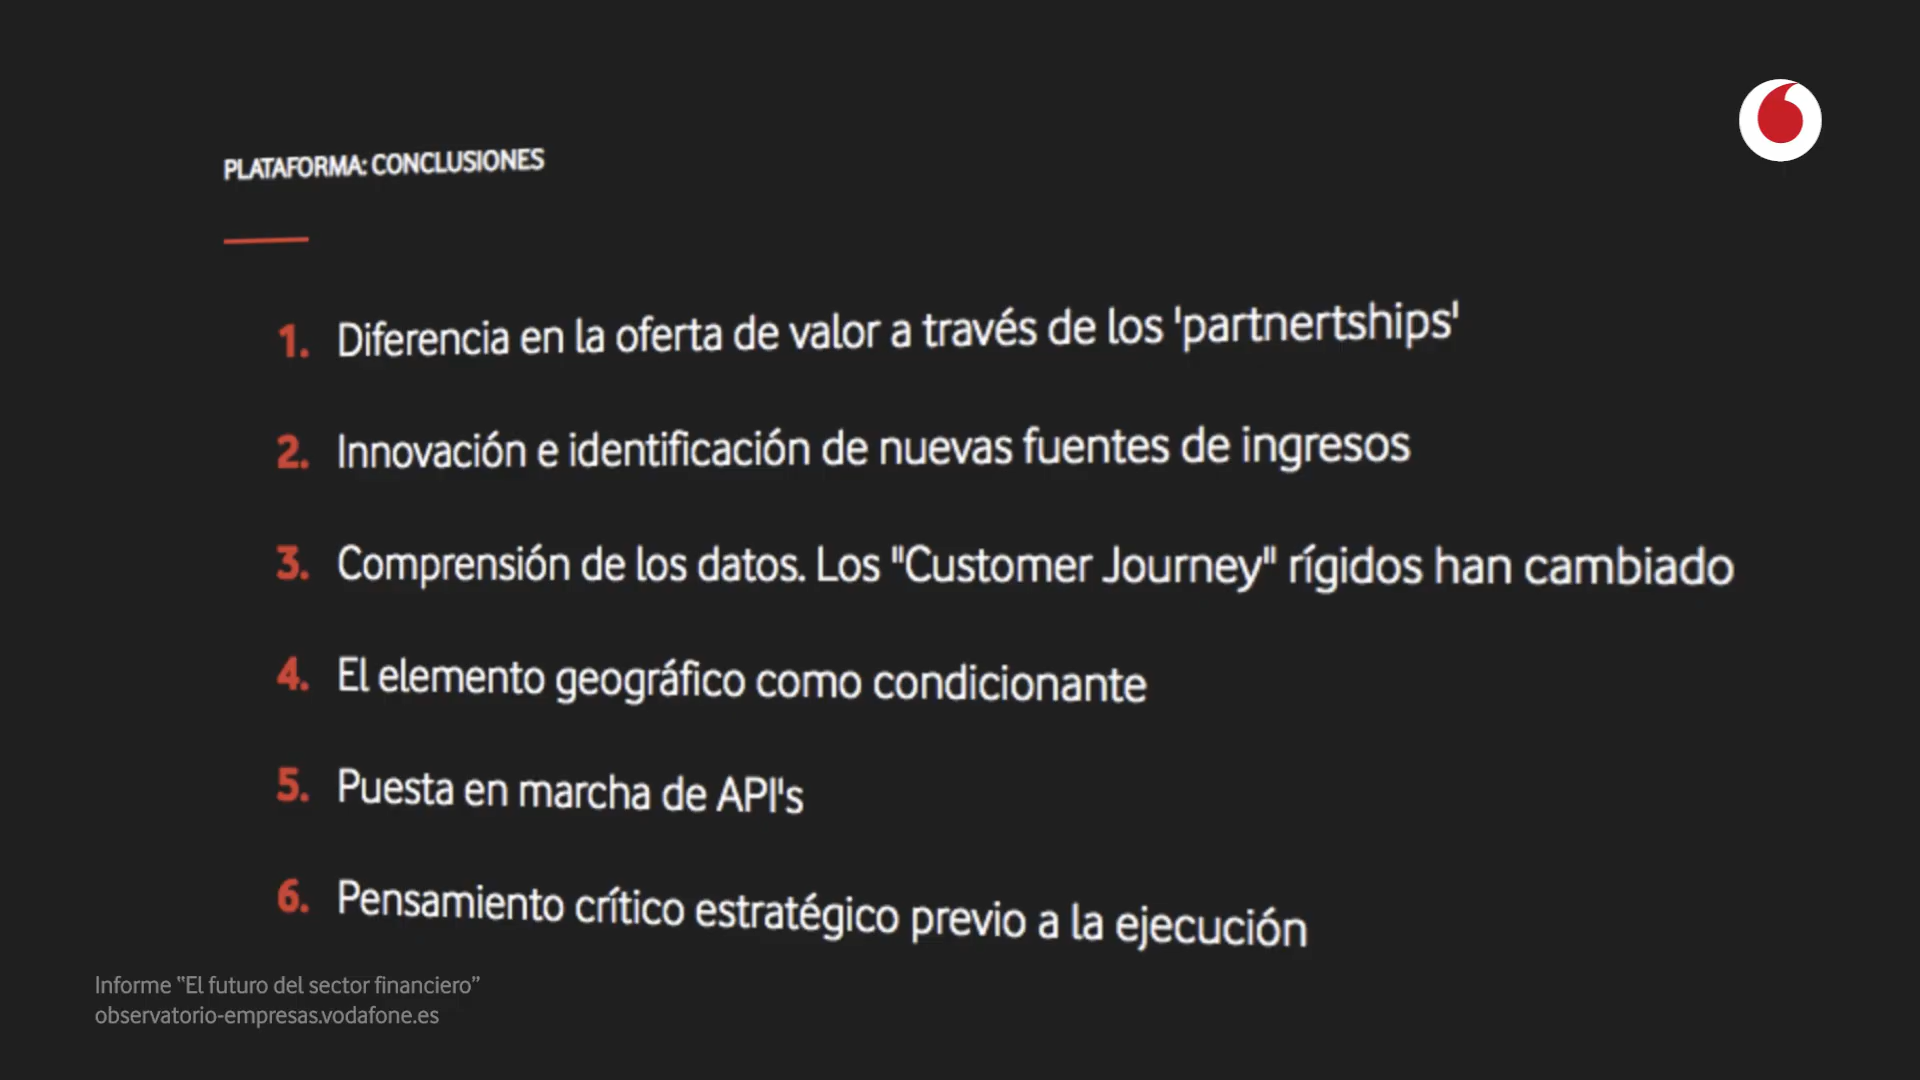 PLATAFORMA: CONCLUSIONES
1. Diferencia en la oferta de valor a través de los 'partnertships'
2. Innovación e identificación de nuevas fuentes de ingresos
3. Comprensión de los datos. Los "Customer Journey" rígidos han cambiado
4. El elemento geográfico como condicionante
5. Puesta en marcha de API's
6. Pensamiento crítico estratégico previo a la ejecución
Informe "El futuro del sector financiero”
observatorio-empresas.vodafone.es